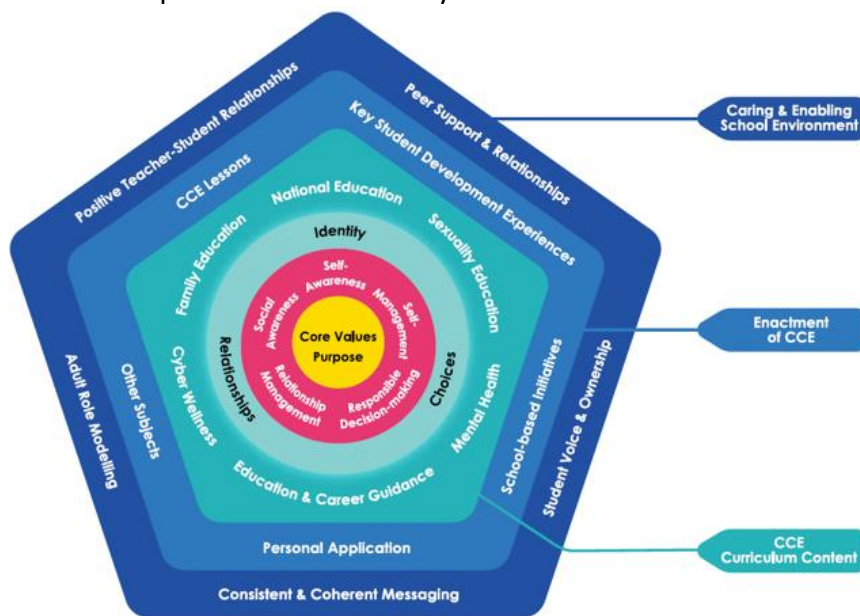 Positive Teacher-Student Relationships
Peer Support & Relationships
Caring & Enabling
School Environment
CCE Lessons
Key Student Development Experiences
National Education
Family Education
Sexuality Education
Identity
Self-
Awareness
Social
Awareness
Self-
Management
Core Values
Purpose
Enactment
of CCE
Relationships
Choices
Relationship
Management
Responsible
Decision-making
Cyber Wellness
Mental Health
Adult Role Modelling
Other Subjects
School-based Initiatives
Student Voice & Ownership
Education & Career Guidance
CCE
Curriculum Content
Personal Application
Consistent & Coherent Messaging